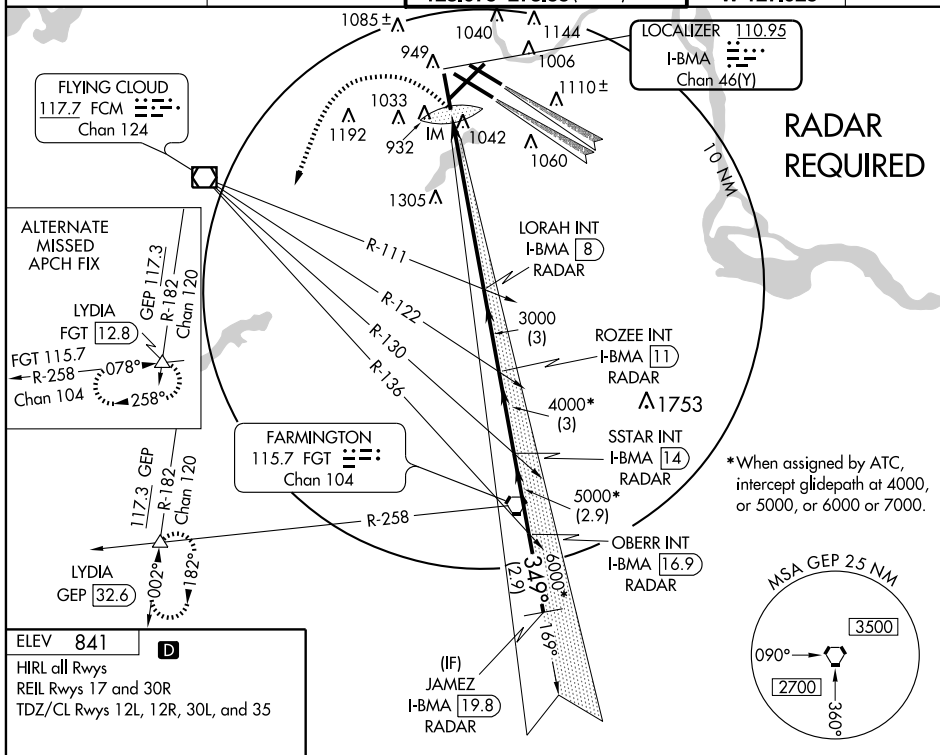 1085 ±
1040
1144
949
1006
LOCALIZER 110.95
I-BMA
Chan 46(Y)
FLYING CLOUD
117.7 FCM
Chan 124
1033
1192
932
IM
1042
1110 ±
1060
RADAR
REQUIRED
10 NM
1305
ALTERNATE
MISSED
APCH FIX
GEP 117.3
R-182
Chan 120
LYDIA
FGT 12.8
FGT 115.7
R-258
Chan 104
078°
258°
R-111
R-122
R-130
R-136
LORAH INT
I-BMA 8
RADAR
3000
(3)
ROZEE INT
I-BMA 11
RADAR
4000*
(3)
1753
SSTAR INT
I-BMA 14
RADAR
FARMINGTON
115.7 FGT
Chan 104
5000*
(2.9)
*When assigned by ATC,
intercept glidepath at 4000,
or 5000, or 6000 or 7000.
117.3 GEP
R-182
Chan 120
R-258
OBERR INT
I-BMA 16.9
RADAR
LYDIA
GEP 32.6
002°
182°
349°
(2.9)
6000*
169°
(IF)
JAMEZ
I-BMA 19.8
RADAR
MSA GEP 25 NM
3500
090°
2700
360°
ELEV 841
D
HIRL all Rwys
REIL Rwys 17 and 30R
TDZ/CL Rwys 12L, 12R, 30L, and 35